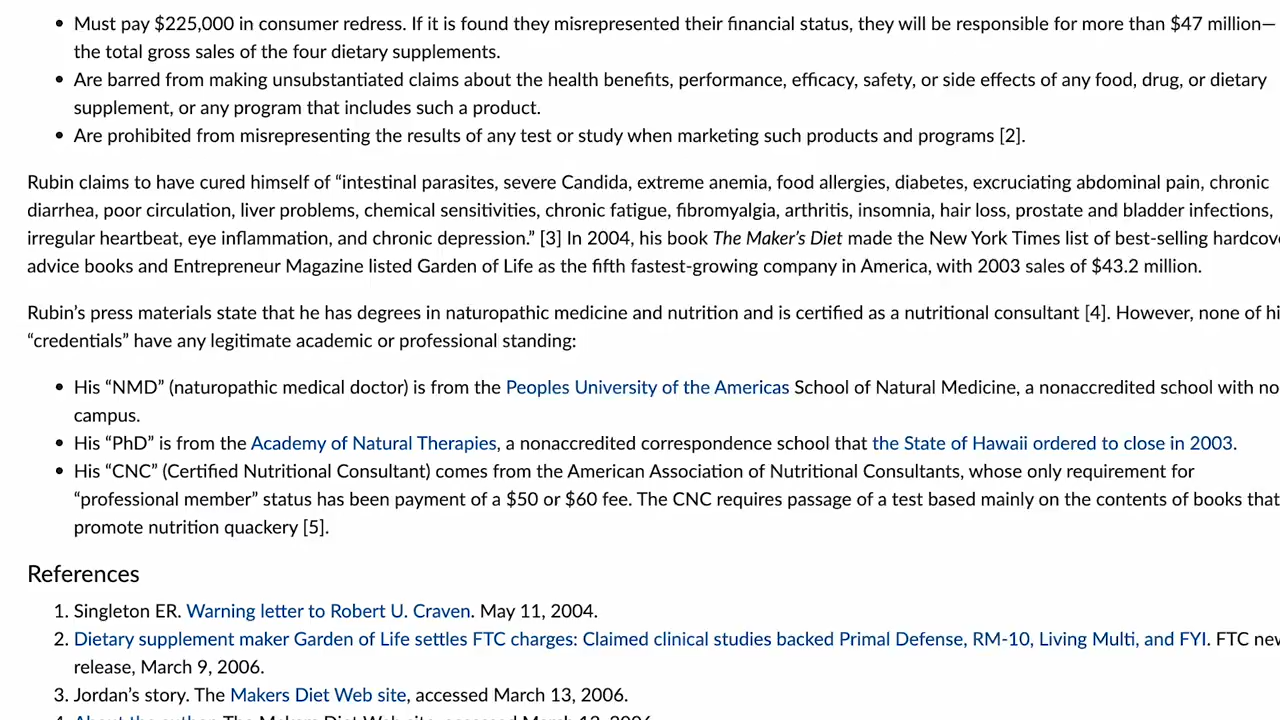 • Must pay $225,000 in consumer redress. If it is found they misrepresented their financial status, they will be responsible for more than $47 million—
the total gross sales of the four dietary supplements.
• Are barred from making unsubstantiated claims about the health benefits, performance, efficacy, safety, or side effects of any food, drug, or dietary
supplement, or any program that includes such a product.
• Are prohibited from misrepresenting the results of any test or study when marketing such products and programs [2].
Rubin claims to have cured himself of “intestinal parasites, severe Candida, extreme anemia, food allergies, diabetes, excruciating abdominal pain, chronic
diarrhea, poor circulation, liver problems, chemical sensitivities, chronic fatigue, fibromyalgia, arthritis, insomnia, hair loss, prostate and bladder infections,
irregular heartbeat, eye inflammation, and chronic depression.” [3] In 2004, his book The Maker’s Diet made the New York Times list of best-selling
advice books and Entrepreneur Magazine listed Garden of Life as the fifth fastest-growing company in America, with 2003 sales of $43.2 million.
Rubin’s press materials state that he has degrees in naturopathic medicine and nutrition and is certified as a nutritional consultant [4]. However, none of
“credentials” have any legitimate academic or professional standing:
• His “NMD” (naturopathic medical doctor) is from the Peoples University of the Americas School of Natural Medicine, a nonaccredited school with no
campus.
• His “PhD” is from the Academy of Natural Therapies, a nonaccredited correspondence school that the State of Hawaii ordered to close in 2003.
• His “CNC” (Certified Nutritional Consultant) comes from the American Association of Nutritional Consultants, whose only requirement for
“professional member” status has been payment of a $50 or $60 fee. The CNC requires passage of a test based mainly on the contents of books that
promote nutrition quackery [5].
References
1. Singleton ER. Warning letter to Robert U. Craven. May 11, 2004.
2. Dietary supplement maker Garden of Life settles FTC charges: Claimed clinical studies backed Primal Defense, RM-10, Living Multi, and FYI. FTC
release, March 9, 2006.
3. Jordan’s story. The Makers Diet Web site, accessed March 13, 2006.
4. About the author. The Makers Diet Web site, accessed March 13, 2006.